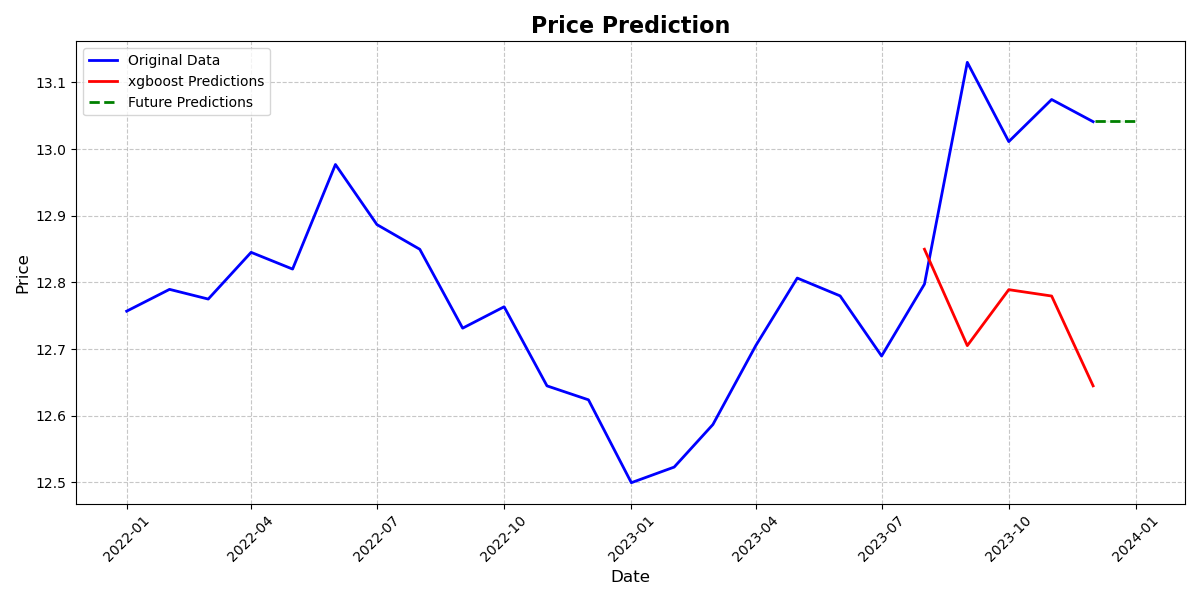 Price Prediction
Original Data
xgboost Predictions
Future Predictions
Price
13.1
13.0
12.9
12.8
12.7
12.6
12.5
2022-01
2022-04
2022-07
2022-10
2023-01
2023-04
2023-07
2023-10
2024-01
Date